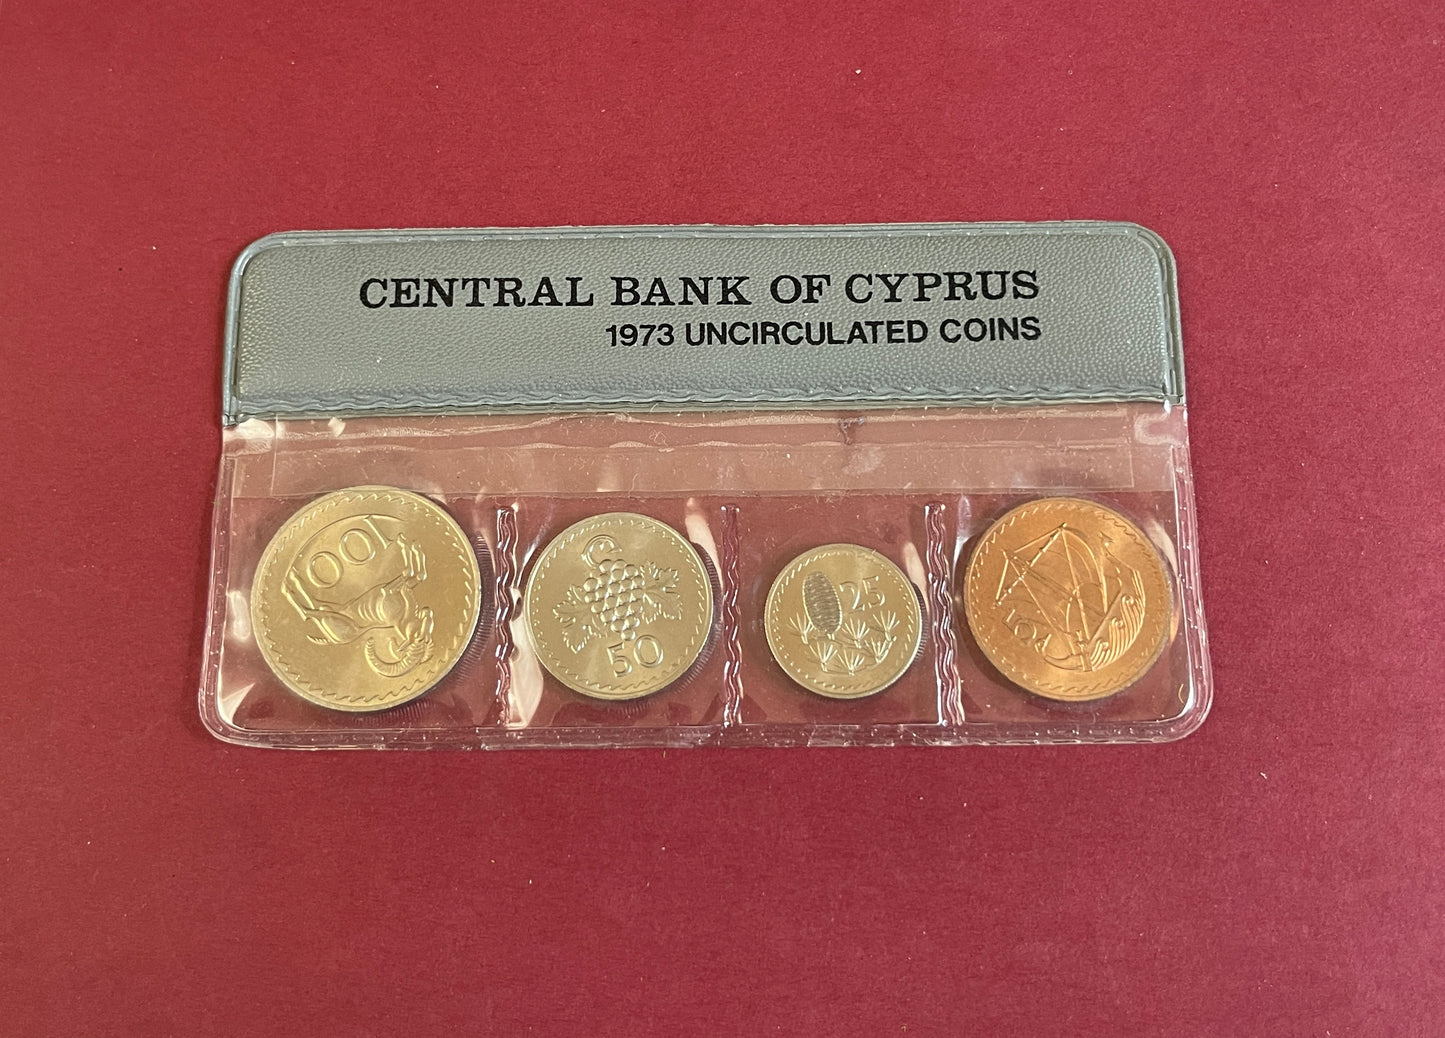 CENTRAL BANK OF CYPRUS
1973 UNCIRCULATED COINS
100
50
25
5